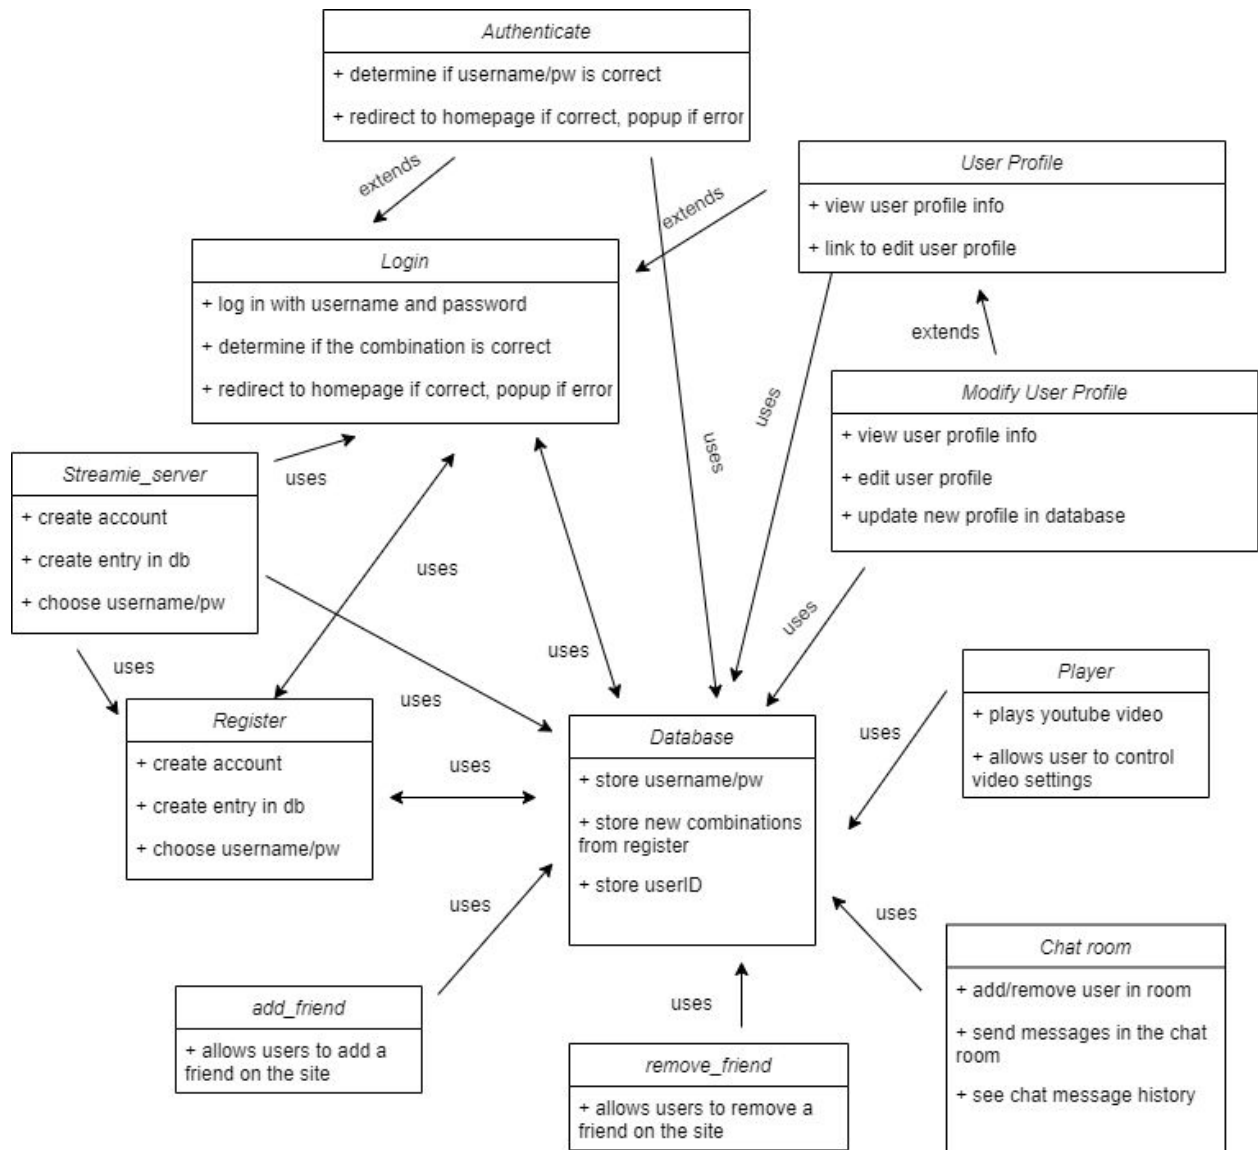 Authenticate
+ determine if username/pw is correct
+ redirect to homepage if correct, popup if error
extends
User Profile
+ view user profile info
+ link to edit user profile
extends
Login
+ log in with username and password
+ determine if the combination is correct
+ redirect to homepage if correct, popup if error
extends
Modify User Profile
+ view user profile info
+ edit user profile
+ update new profile in database
uses
uses
uses
Streamie_server
+ create account
+ create entry in db
+ choose username/pw
uses
uses
uses
uses
uses
uses
Register
+ create account
+ create entry in db
+ choose username/pw
uses
Database
+ store username/pw
+ store new combinations
from register
+ store userID
uses
Player
+ plays youtube video
+ allows user to control
video settings
uses
uses
Chat room
+ add/remove user in room
+ send messages in the chat
room
+ see chat message history
add_friend
+ allows users to add a
friend on the site
uses
remove_friend
+ allows users to remove a
friend on the site